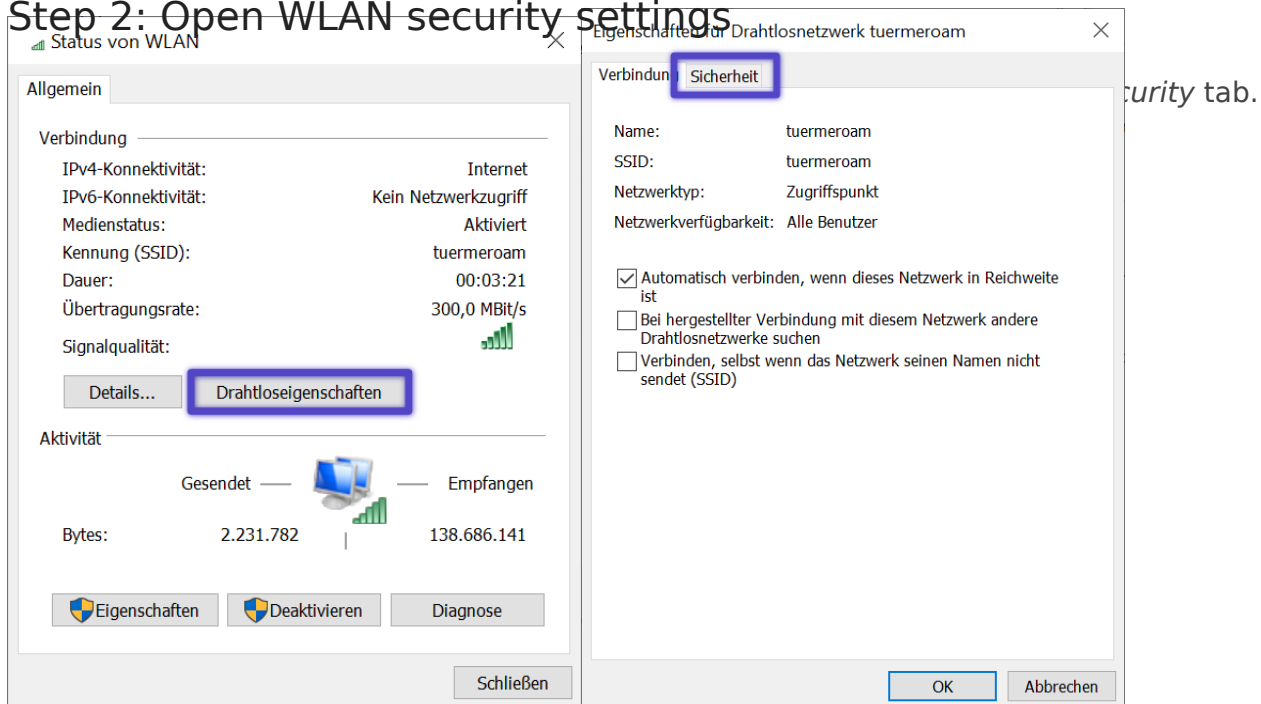 Step 2: Open WLAN security settings
Status von WLAN
Allgemein
Verbindung
IPv4-Konnektivität: Internet
IPv6-Konnektivität: Kein Netzwerkzugriff
Medienstatus: Aktiviert
Kennung (SSID): tuermeroam
Dauer: 00:03:21
Übertragungsrate: 300,0 MBit/s
Signalqualität:
Details... Drahtloseigenschaften
Aktivität
Gesendet Empfangen
Bytes: 2.231.782 138.686.141
Eigenschaften Deaktivieren Diagnose
Schließen
Eigenschaften für Drahtlosnetzwerk tuermeroam
Verbindung Sicherheit
Name: tuermeroam
SSID: tuermeroam
Netzwerktyp: Zugriffspunkt
Netzwerkverfügbarkeit: Alle Benutzer
Automatisch verbinden, wenn dieses Netzwerk in Reichweite
ist
Bei hergestellter Verbindung mit diesem Netzwerk andere
Drahtlosnetzwerke suchen
Verbinden, selbst wenn das Netzwerk seinen Namen nicht
sendet (SSID)
OK Abbrechen
curity tab.